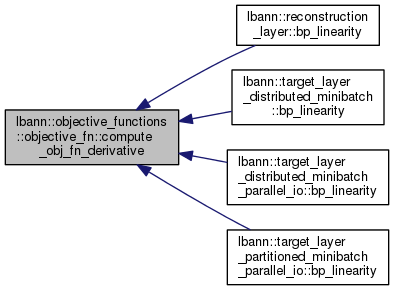 lbann::reconstruction
_layer::bp_linearity
lbann::target_layer
_distributed_minibatch
::bp_linearity
lbann::objective_functions
::objective_fn::compute
_obj_fn_derivative
lbann::target_layer
_distributed_minibatch
_parallel_io::bp_linearity
lbann::target_layer
_partitioned_minibatch
_parallel_io::bp_linearity